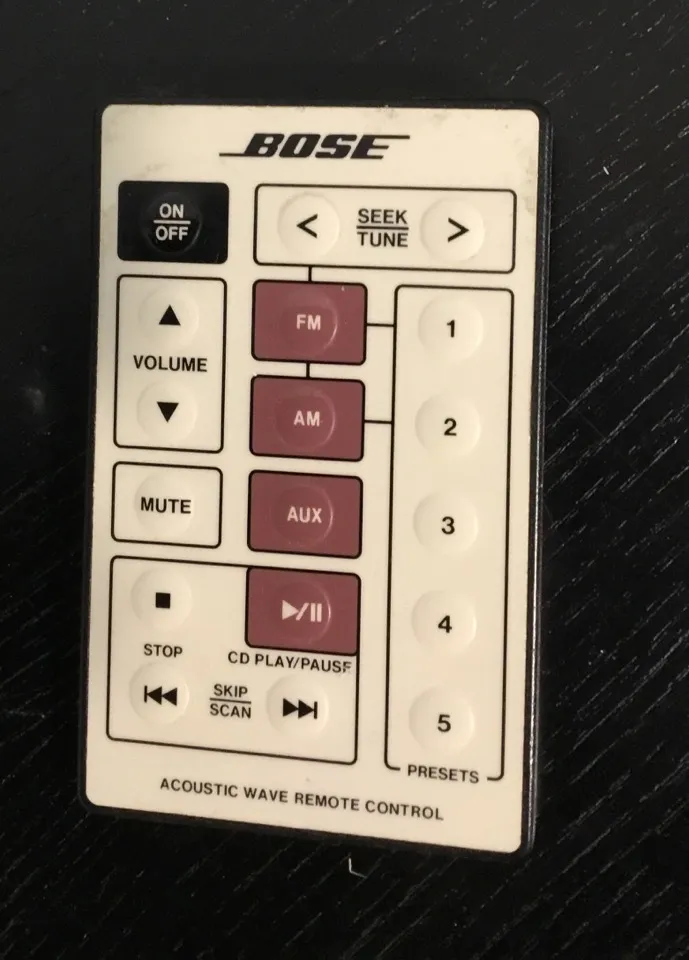 BOSE
ON
OFF
< SEEK >
TUNE
▲
VOLUME
▼
FM
AM
AUX
MUTE
1
2
3
4
5
PRESETS
■
STOP
▶/II
CD PLAY/PAUSE
SKIP
SCAN
ACOUSTIC WAVE REMOTE CONTROL